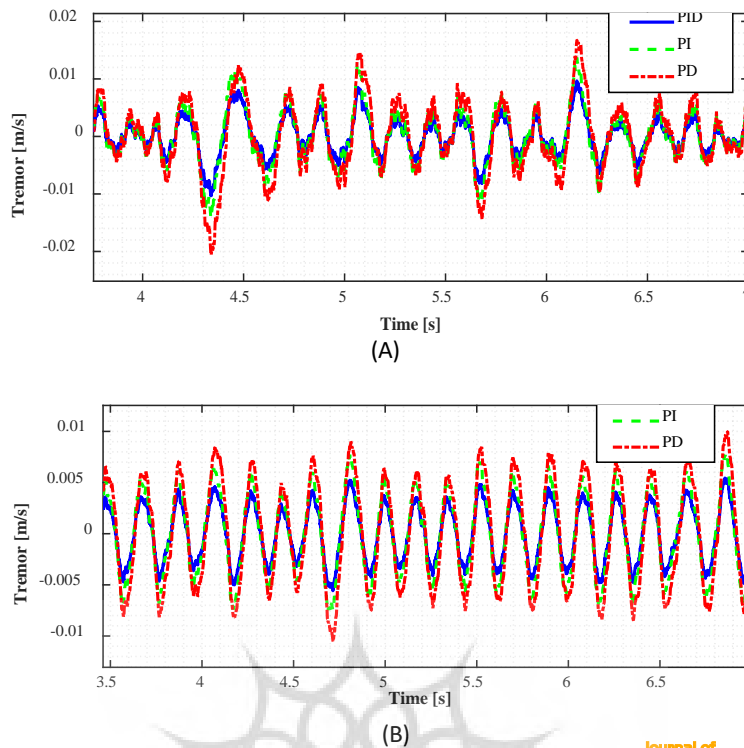 0.02
0.01
0
-0.01
-0.02
Tremor [m/s]
PID
PI
PD
4 4.5 5 5.5 6 6.5
Time [s]
(A)
0.01
0.005
0
-0.005
-0.01
Tremor [m/s]
PI
PD
3.5 4 4.5 5 5.5 6 6.5
Time [s]
(B)
Journal of